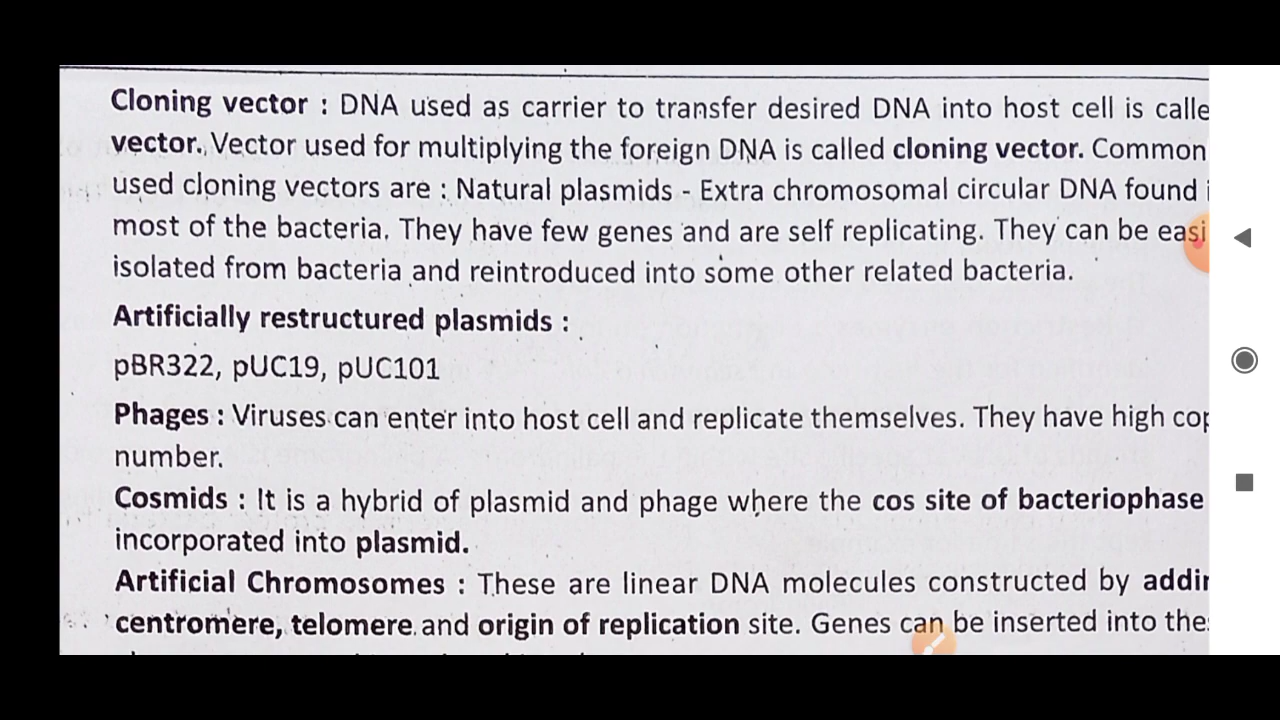 Cloning vector : DNA used as carrier to transfer desired DNA into host cell is calle
vector. Vector used for multiplying the foreign DNA is called cloning vector. Common
used cloning vectors are : Natural plasmids - Extra chromosomal circular DNA found
most of the bacteria. They have few genes and are self replicating. They can be easi
isolated from bacteria and reintroduced into some other related bacteria.
Artificially restructured plasmids :
pBR322, pUC19, pUC101
Phages : Viruses can enter into host cell and replicate themselves. They have high cop
number.
Cosmids : It is a hybrid of plasmid and phage where the cos site of bacteriophase
incorporated into plasmid.
Artificial Chromosomes : These are linear DNA molecules constructed by addin
centromere, telomere and origin of replication site. Genes can be inserted into the